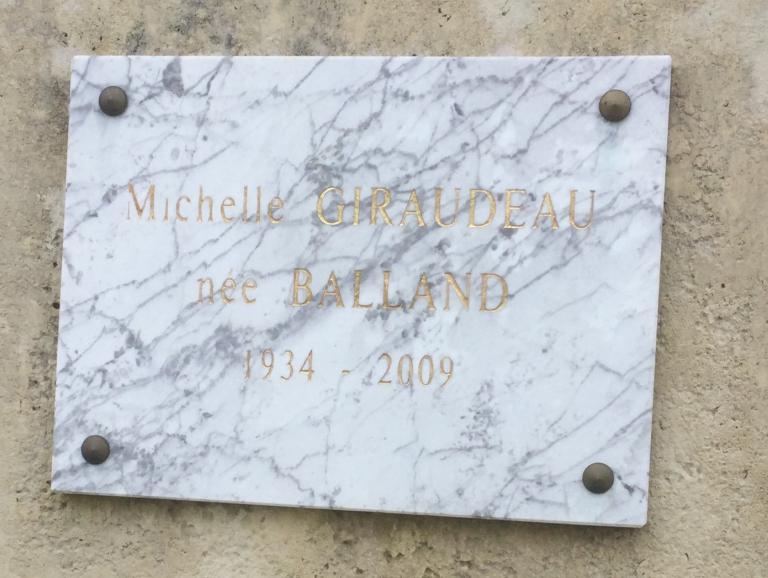 Michelle GIRAUDEAU
née BALLAND
1934 - 2009